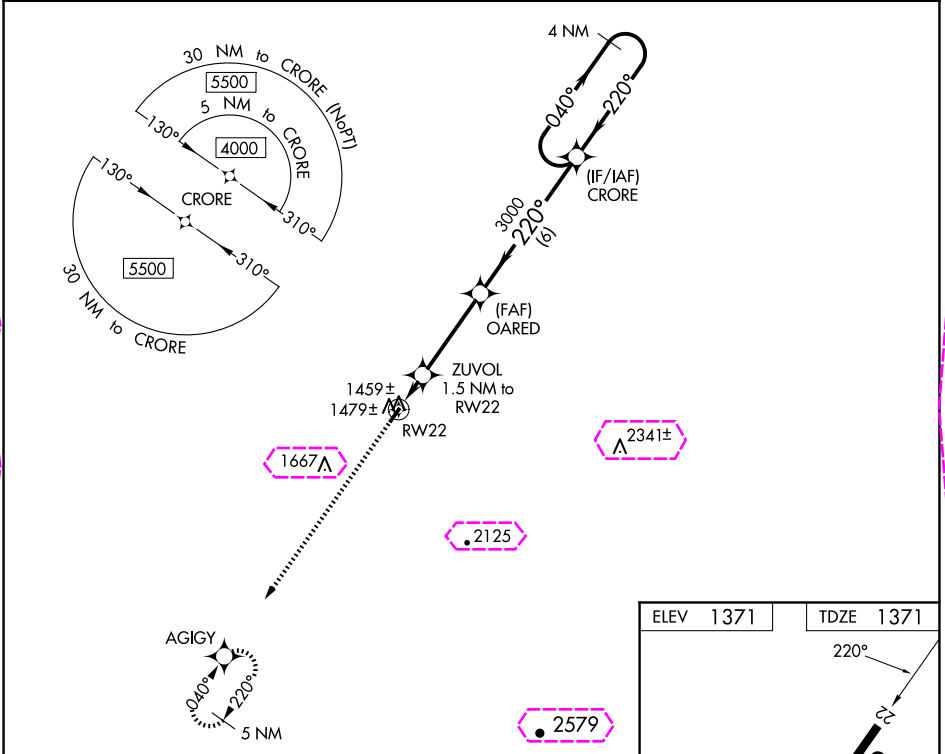 30 NM to CRORE (NoPT)
5500
5 NM to CRORE
4000
130°
310°
CRORE
130°
310°
5500
30 NM to CRORE
4 NM
040°
220°
(IF/IAF)
CRORE
3000
220°
(6)
(FAF)
OARED
ZUVOL
1.5 NM to
RW22
1459±
1479±
RW22
1667
2341±
2125
AGIGY
040°
220°
5 NM
2579
ELEV 1371
TDZE 1371
220°
22